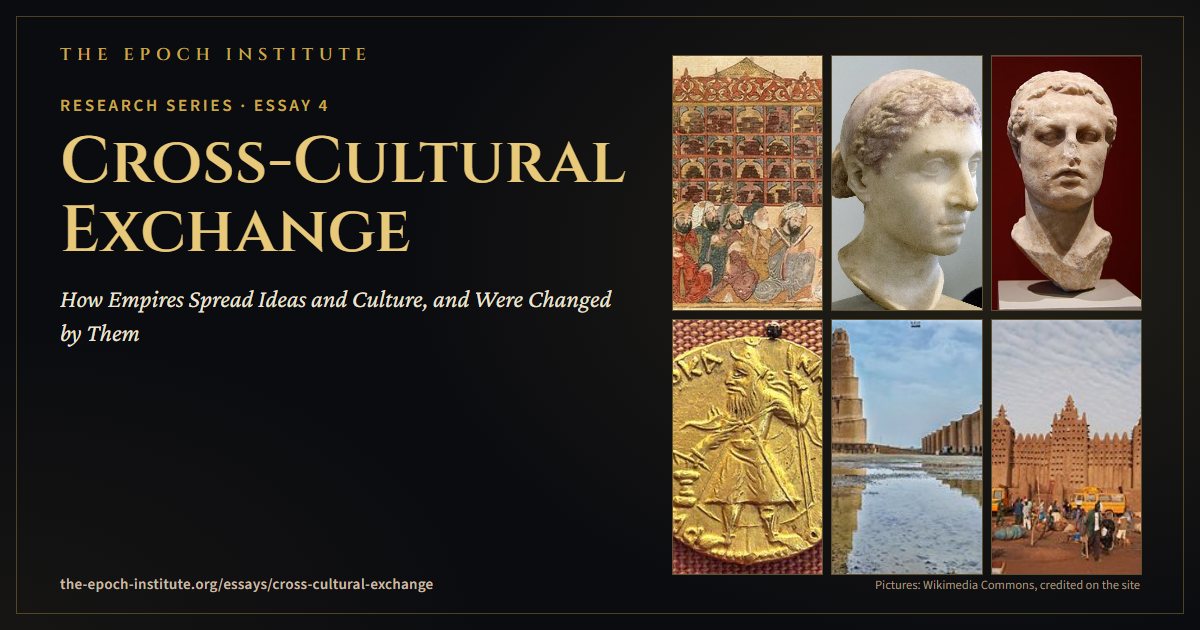 THE EPOCH INSTITUTE
RESEARCH SERIES · ESSAY 4
Cross-Cultural
Exchange
How Empires Spread Ideas and Culture, and Were Changed
by Them
the-epoch-institute.org/essays/cross-cultural-exchange
Pictures: Wikimedia Commons, credited on the site